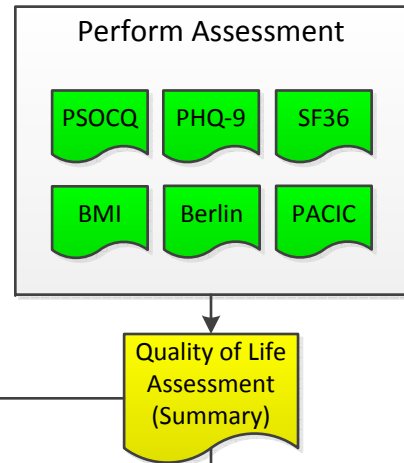 Perform Assessment
PSOCQ PHQ-9 SF36
BMI Berlin PACIC
Quality of Life
Assessment
(Summary)